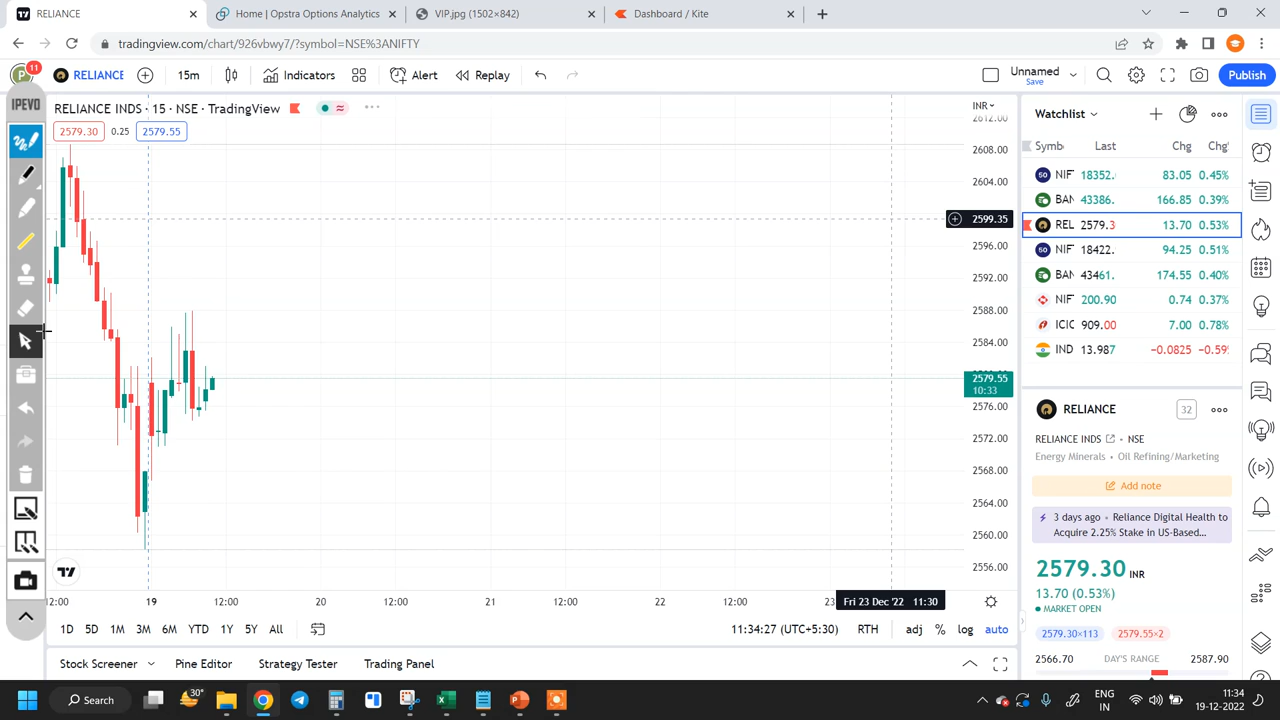 RELIANCE
Home | Opstra Options Analytics
VIP.jpg (1502×842)
Dashboard / Kite
tradingview.com/chart/926vbwy7/?symbol=NSE%3ANIFTY
P 11
RELIANCE
15m
Indicators
Alert
Replay
Unnamed
Save
Publish
IPEVO
RELIANCE INDS · 15 · NSE · TradingView
2579.30 0.25 2579.55
INR
2612.00
2608.00
2604.00
2599.35
2596.00
2592.00
2588.00
2584.00
2579.55
10:33
2576.00
2572.00
2568.00
2564.00
2560.00
2556.00
12:00 19 12:00 20 12:00 21 12:00 22 12:00 23 Fri 23 Dec '22 11:30
1D 5D 1M 3M 6M YTD 1Y 5Y All
11:34:27 (UTC+5:30) RTH adj % log auto
Stock Screener Pine Editor Strategy Tester Trading Panel
Watchlist
Symb Last Chg Chg
50 NIF 18352. 83.05 0.45%
BAN 43386. 166.85 0.39%
REL 2579.3 13.70 0.53%
50 NIF 18422. 94.25 0.51%
BAN 43461. 174.55 0.40%
NIF 200.90 0.74 0.37%
ICIC 909.00 7.00 0.78%
IND 13.987 −0.0825 −0.59
RELIANCE 32
RELIANCE INDS • NSE
Energy Minerals • Oil Refining/Marketing
Add note
3 days ago • Reliance Digital Health to
Acquire 2.25% Stake in US-Based...
2579.30 INR
13.70 (0.53%)
MARKET OPEN
2579.30×113 2579.55×2
2566.70 DAY'S RANGE 2587.90
Search
30°
ENG
IN
11:34
19-12-2022